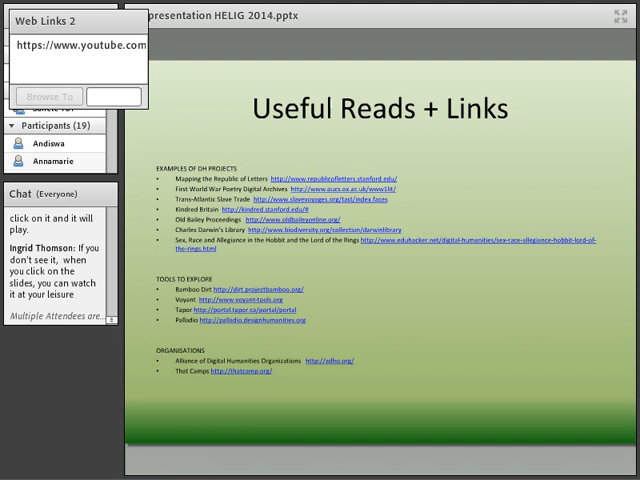 Web Links 2
https://www.youtube.com
Browse To
Participants (19)
Andiswa
Annamarie
Chat (Everyone)
click on it and it will
play.
Ingrid Thomson: If you
don't see it, when
you click on the
slides, you can watch
it at your leisure
Multiple Attendees are...
presentation HELIG 2014.pptx
Useful Reads + Links
EXAMPLES OF DH PROJECTS
• Mapping the Republic of Letters http://www.republicofletters.stanford.edu/
• First World War Poetry Digital Archives http://www.oucs.ox.ac.uk/ww1lit/
• Trans-Atlantic Slave Trade http://www.slavevoyages.org/tast/index.faces
• Kindred Britain http://kindred.stanford.edu/#
• Old Bailey Proceedings http://www.oldbaileyonline.org/
• Charles Darwin's Library http://www.biodiversity.org/collection/darwinlibrary
• Sex, Race and Allegiance in the Hobbit and the Lord of the Rings http://www.eduhacker.net/digital-humanities/sex-race-allegiance-hobbit-lord-of-
the-rings.html
TOOLS TO EXPLORE
• Bamboo Dirt http://dirt.projectbamboo.org/
• Voyant http://www.voyant-tools.org
• Tapor http://portal.tapor.ca/portal/portal
• Palladio http://palladio.designhumanities.org
ORGANISATIONS
• Alliance of Digital Humanities Organizations http://adho.org/
• That Camps http://thatcamp.org/